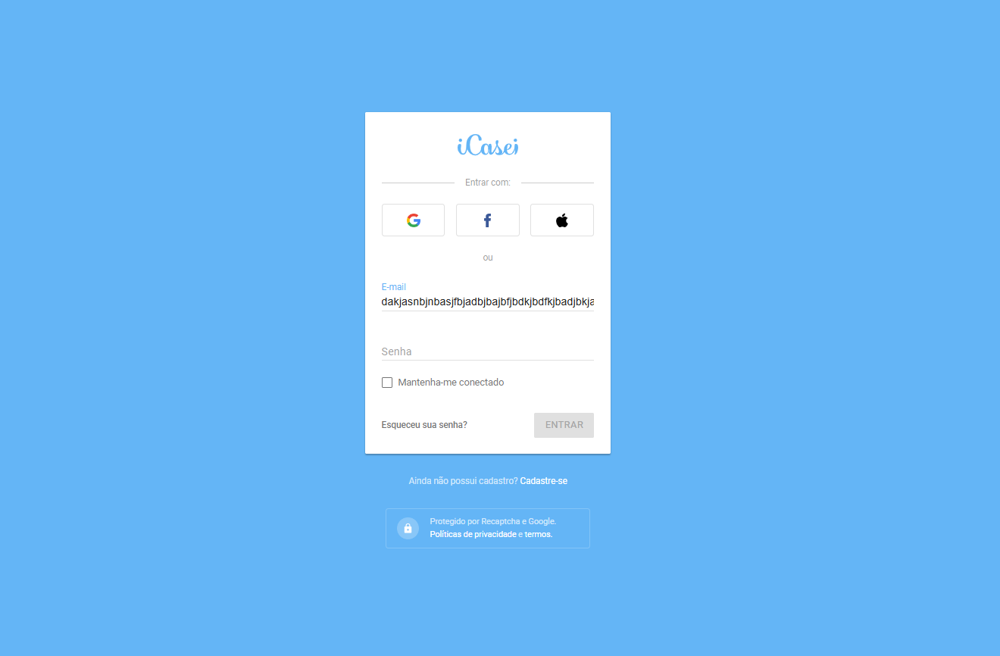 iCasei
Entrar com:
ou
E-mail
dakjasnbjnbasjfbjadbjbajbfjbdkjbdfkjbadjbkja
Senha
Mantenha-me conectado
Esqueceu sua senha?
ENTRAR
Ainda não possui cadastro? Cadastre-se
Protegido por Recaptcha e Google.
Políticas de privacidade e termos.